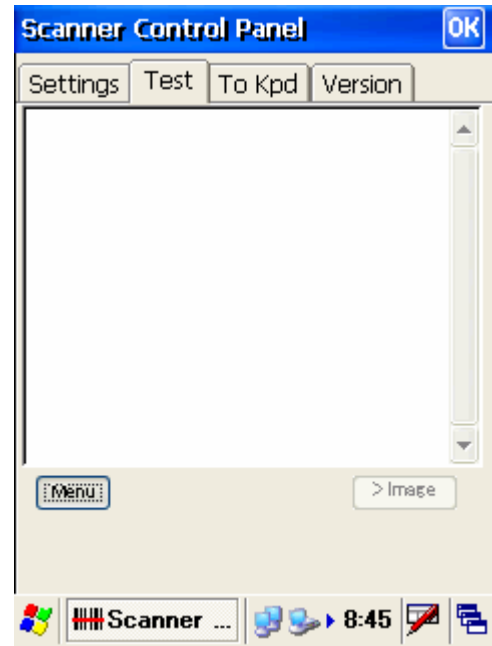 Scanner Control Panel OK
Settings Test To Kpd Version
Menu > Image
Scanner ... 8:45